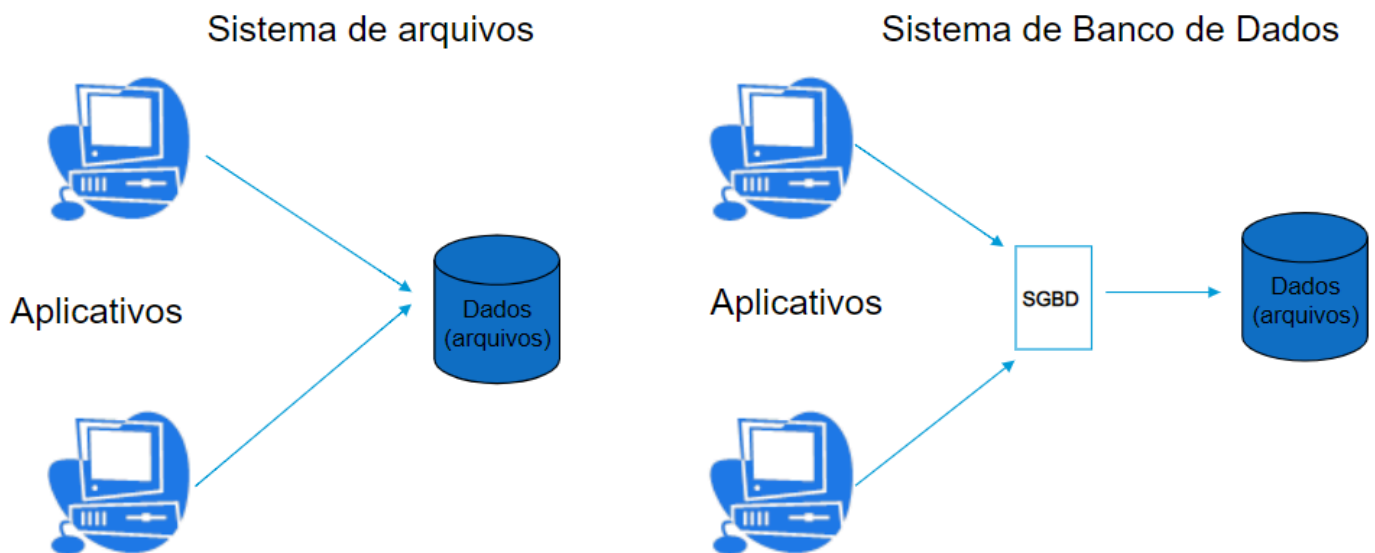 Sistema de arquivos
Aplicativos
Dados
(arquivos)
Sistema de Banco de Dados
Aplicativos
SGBD
Dados
(arquivos)